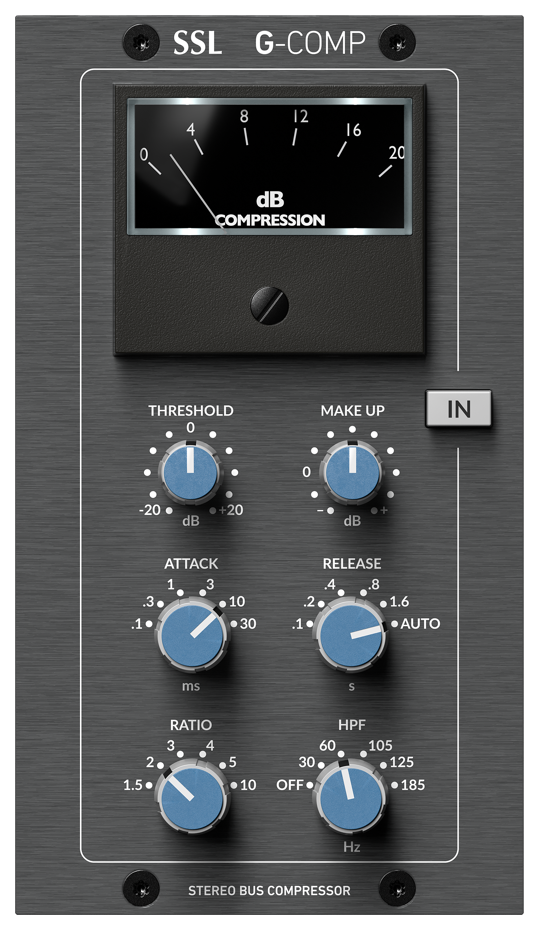 SSL G-COMP
0 4 8 12 16 20
dB
COMPRESSION
IN
THRESHOLD MAKE UP
0
0
-20 +20 - +
dB dB
ATTACK RELEASE
1 3 .4 .8
.3 10 .2 1.6
.1 30 .1 AUTO
ms s
RATIO HPF
3 4 60 105
2 5 30 125
1.5 10 OFF 185
Hz
STEREO BUS COMPRESSOR